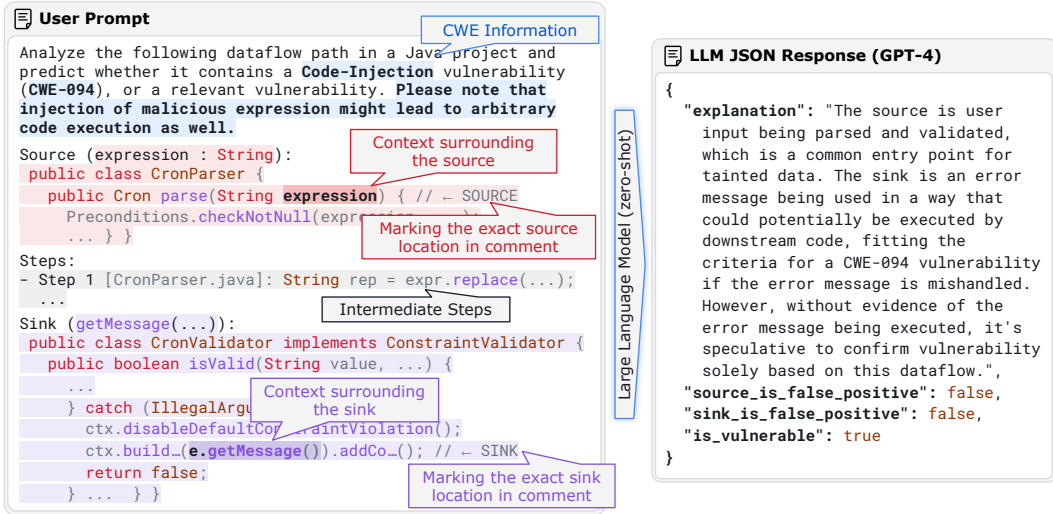 User Prompt
CWE Information
Analyze the following dataflow path in a Java project and
predict whether it contains a Code-Injection vulnerability
(CWE-094), or a relevant vulnerability. Please note that
injection of malicious expression might lead to arbitrary
code execution as well.
Source (expression : String):
Context surrounding
the source
public class CronParser {
public Cron parse(String expression) { // ← SOURCE
Preconditions.checkNotNull(expression
... } }
Marking the exact source
location in comment
Steps:
- Step 1 [CronParser.java]: String rep = expr.replace(...);
...
Intermediate Steps
Sink (getMessage(...)):
public class CronValidator implements ConstraintValidator {
public boolean isValid(String value, ...) {
...
Context surrounding
the sink
} catch (IllegalArgu
ctx.disableDefaultConstraintViolation();
ctx.build…(e.getMessage()).addCo…(); // ← SINK
return false;
} ... } }
Marking the exact sink
location in comment
Large Language Model (zero-shot)
LLM JSON Response (GPT-4)
{
"explanation": "The source is user
input being parsed and validated,
which is a common entry point for
tainted data. The sink is an error
message being used in a way that
could potentially be executed by
downstream code, fitting the
criteria for a CWE-094 vulnerability
if the error message is mishandled.
However, without evidence of the
error message being executed, it's
speculative to confirm vulnerability
solely based on this dataflow.",
"source_is_false_positive": false,
"sink_is_false_positive": false,
"is_vulnerable": true
}